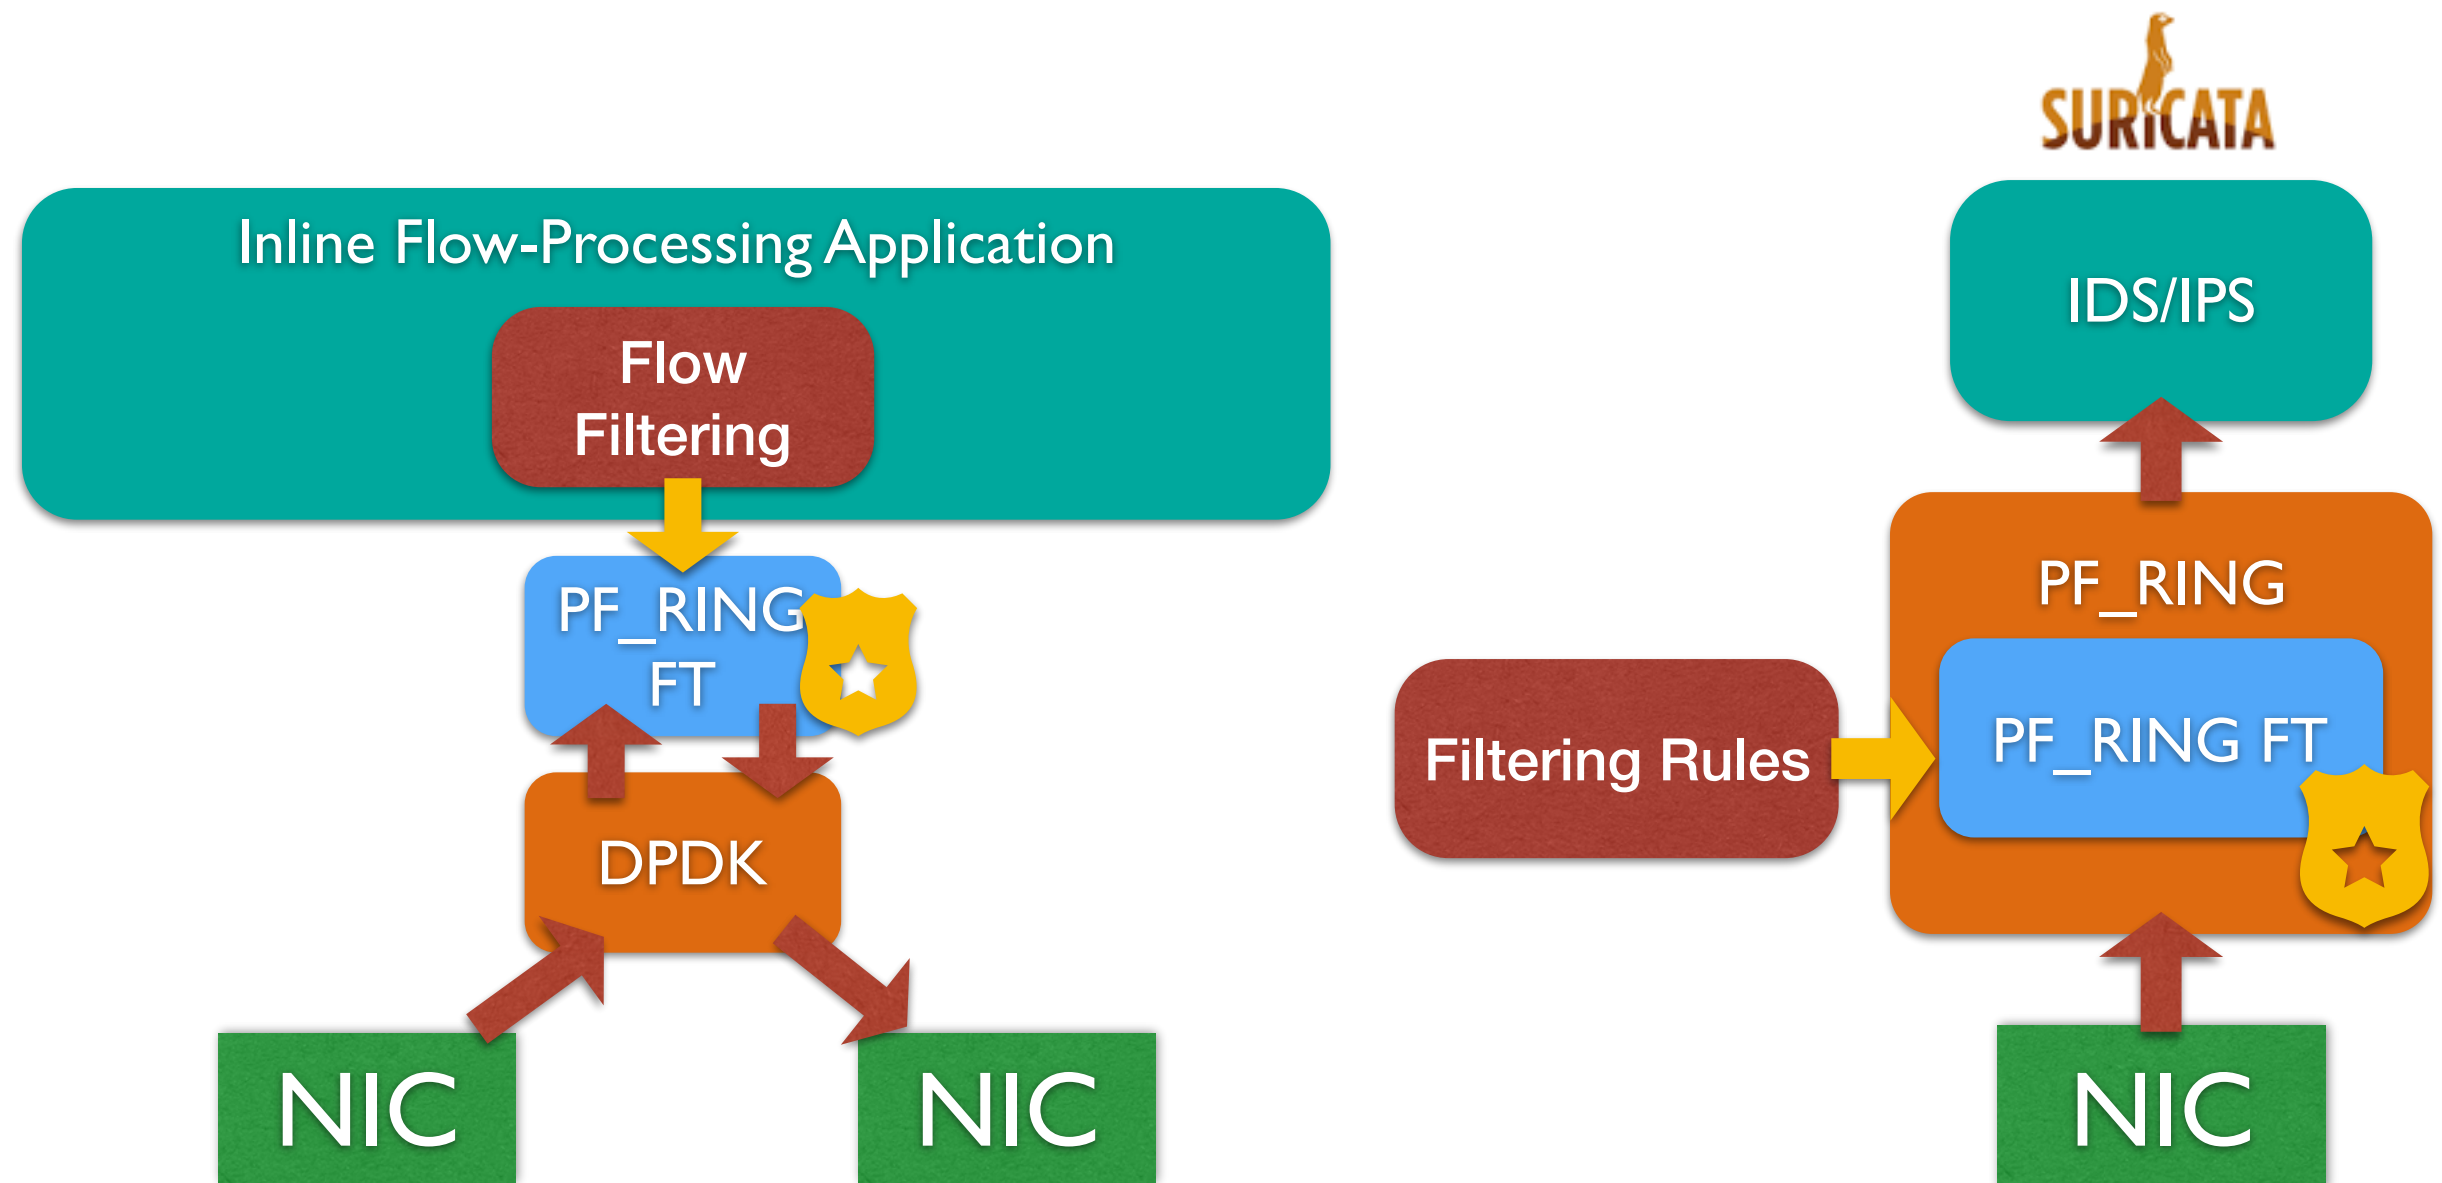 SURICATA
Inline Flow-Processing Application
Flow
Filtering
PF_RING
FT
DPDK
NIC
NIC
IDS/IPS
PF_RING
Filtering Rules
PF_RING FT
NIC